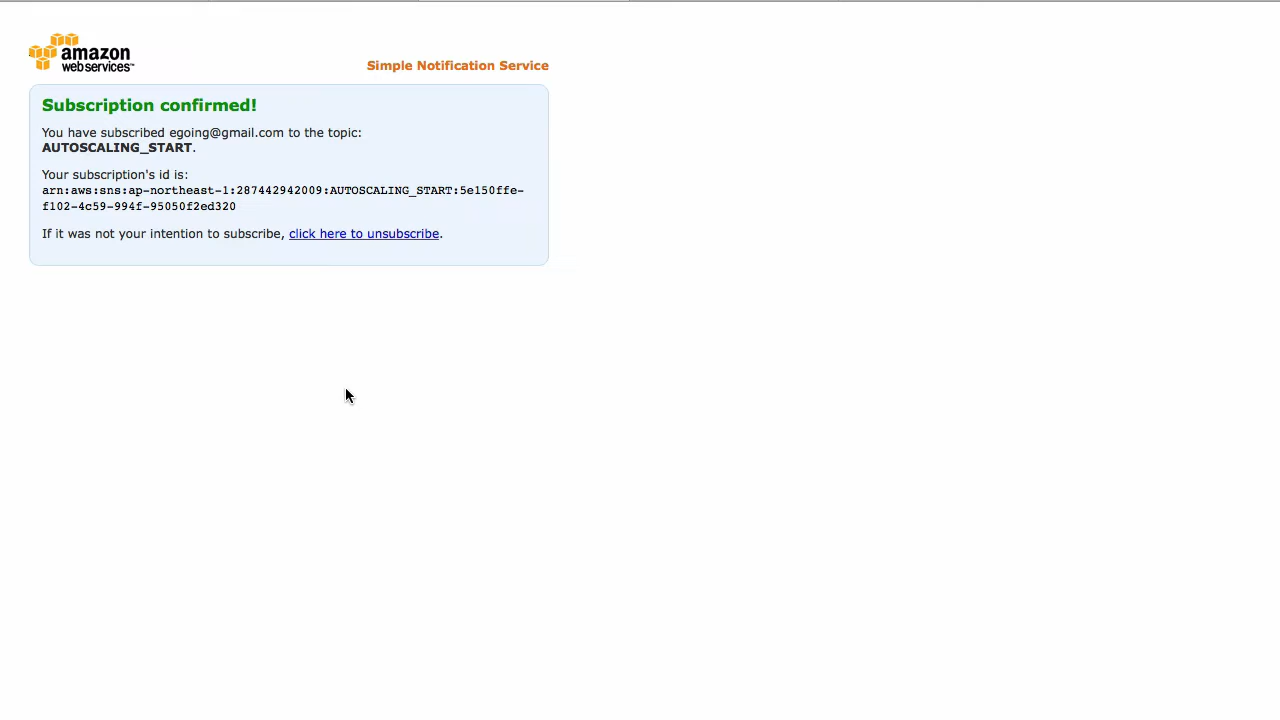 amazon
webservices™
Simple Notification Service
Subscription confirmed!
You have subscribed egoing@gmail.com to the topic:
AUTOSCALING_START.
Your subscription's id is:
arn:aws:sns:ap-northeast-1:287442942009:AUTOSCALING_START:5e150ffe-
f102-4c59-994f-95050f2ed320
If it was not your intention to subscribe, click here to unsubscribe.